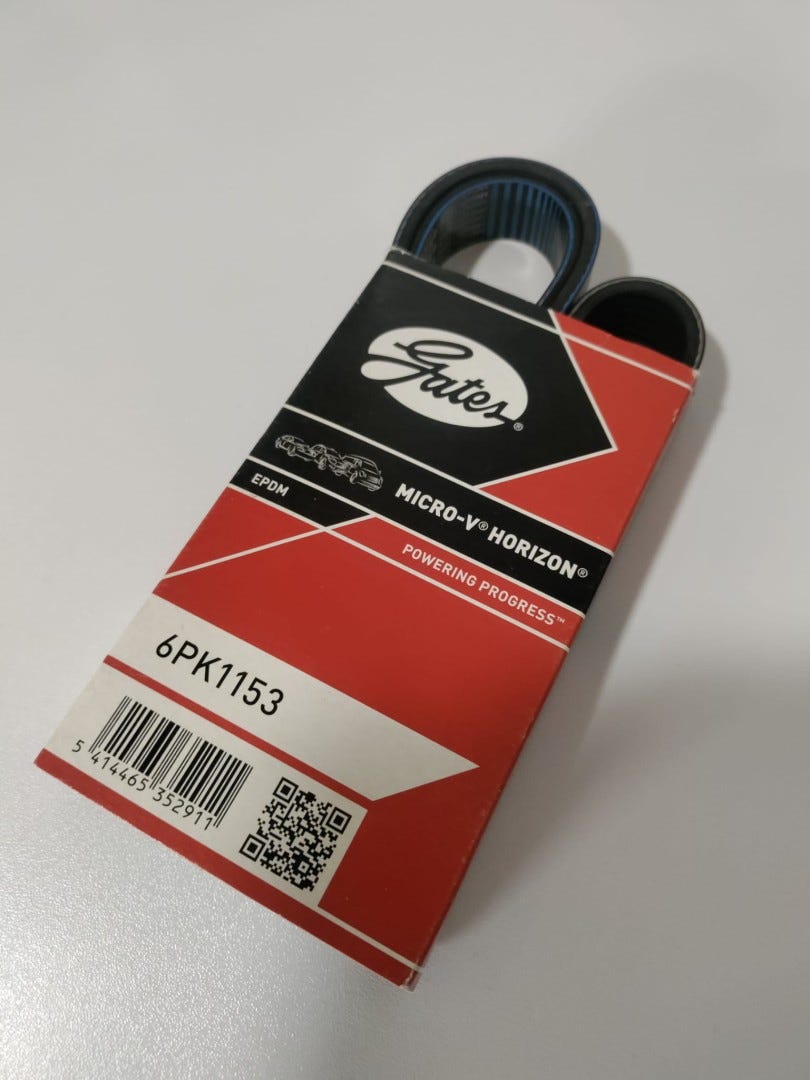 Gates®
MICRO-V® HORIZON®
EPDM
POWERING PROGRESS™
6PK1153
5 414465 352911